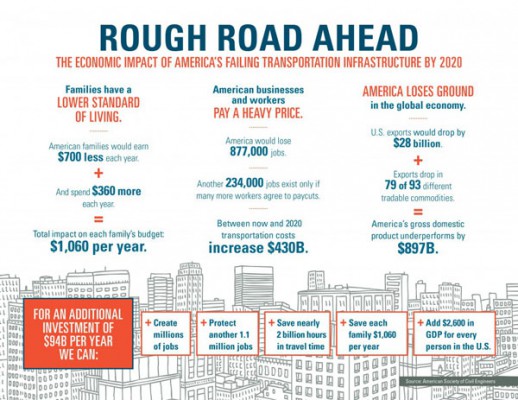 ROUGH ROAD AHEAD
THE ECONOMIC IMPACT OF AMERICA'S FAILING TRANSPORTATION INFRASTRUCTURE BY 2020
Families have a
LOWER STANDARD
OF LIVING.
American families would earn
$700 less each year.
+
And spend $360 more
each year.
=
Total impact on each family's budget:
$1,060 per year.
American businesses
and workers
PAY A HEAVY PRICE.
America would lose
877,000 jobs.
Another 234,000 jobs exist only if
many more workers agree to paycuts.
Between now and 2020
transportation costs
increase $430B.
AMERICA LOSES GROUND
in the global economy.
U.S. exports would drop by
$28 billion.
+
Exports drop in
79 of 93 different
tradable commodities.
=
America's gross domestic
product underperforms by
$897B.
FOR AN ADDITIONAL
INVESTMENT OF
$94B PER YEAR
WE CAN:
+ Create
millions
of jobs
+ Protect
another 1.1
million jobs
+ Save nearly
2 billion hours
in travel time
+ Save each
family $1,060
per year
+ Add $2,600 in
GDP for every
person in the U.S.
Source: American Society of Civil Engineers